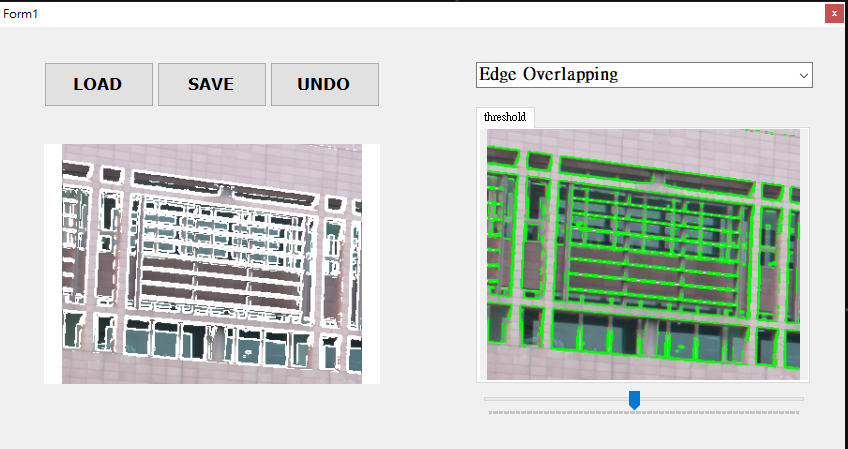 Form1
LOAD
SAVE
UNDO
Edge Overlapping
threshold